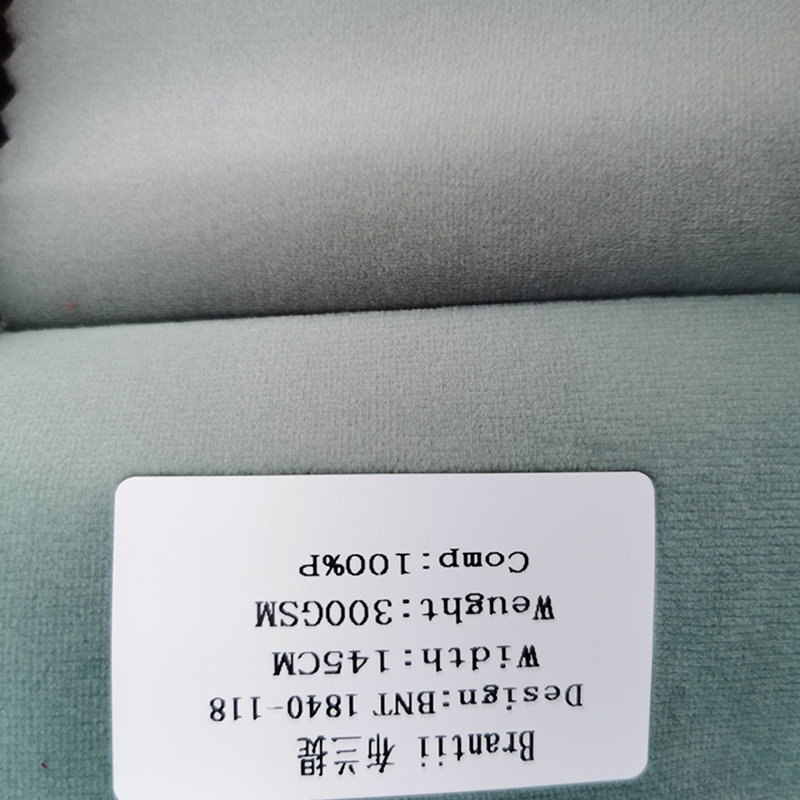 Brantii 布兰提
Design:BNT 1840-118
Width:145CM
Weught:300GSM
Comp:100%P